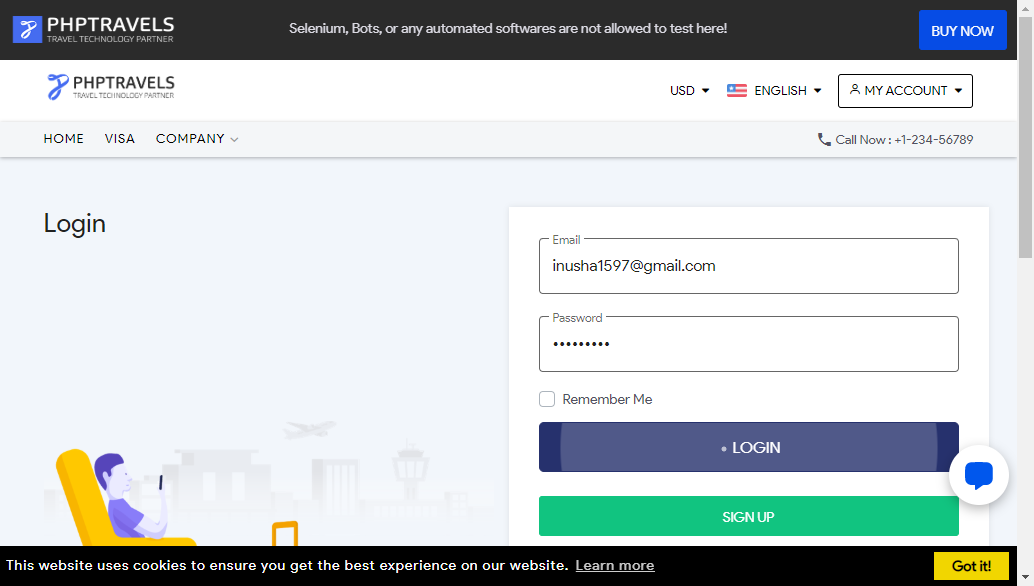 PHPTRAVELS
TRAVEL TECHNOLOGY PARTNER
Selenium, Bots, or any automated softwares are not allowed to test here!
BUY NOW
PHPTRAVELS
TRAVEL TECHNOLOGY PARTNER
USD
ENGLISH
MY ACCOUNT
HOME
VISA
COMPANY
Call Now : +1-234-56789
Login
Email
inusha1597@gmail.com
Password
•••••••••
Remember Me
LOGIN
SIGN UP
This website uses cookies to ensure you get the best experience on our website. Learn more
Got it!